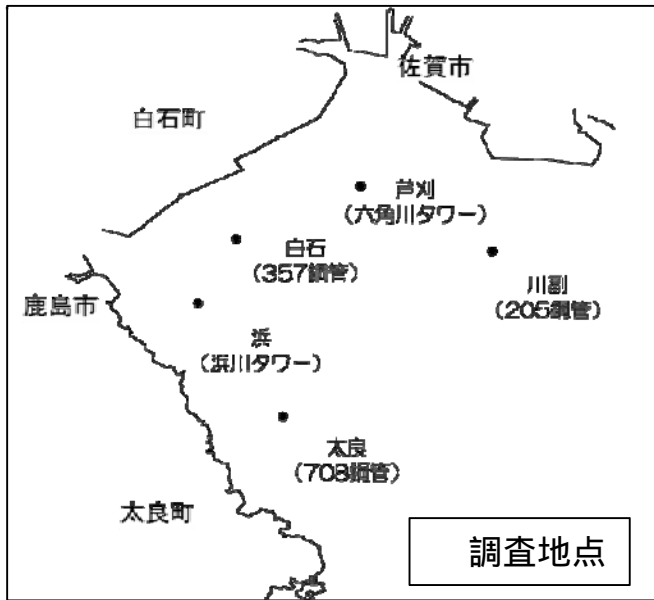 佐賀市
白石町
芦刈
(六角川タワー)
白石
(357鋼管)
川副
(205鋼管)
鹿島市
浜
(浜川タワー)
太良
(708鋼管)
太良町
調査地点